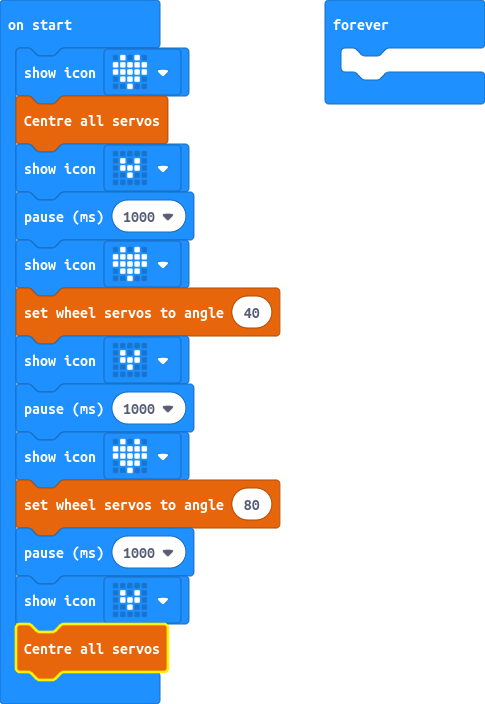 on start
forever
show icon
Centre all servos
show icon
pause (ms) 1000
show icon
set wheel servos to angle 40
show icon
pause (ms) 1000
show icon
set wheel servos to angle 80
pause (ms) 1000
show icon
Centre all servos